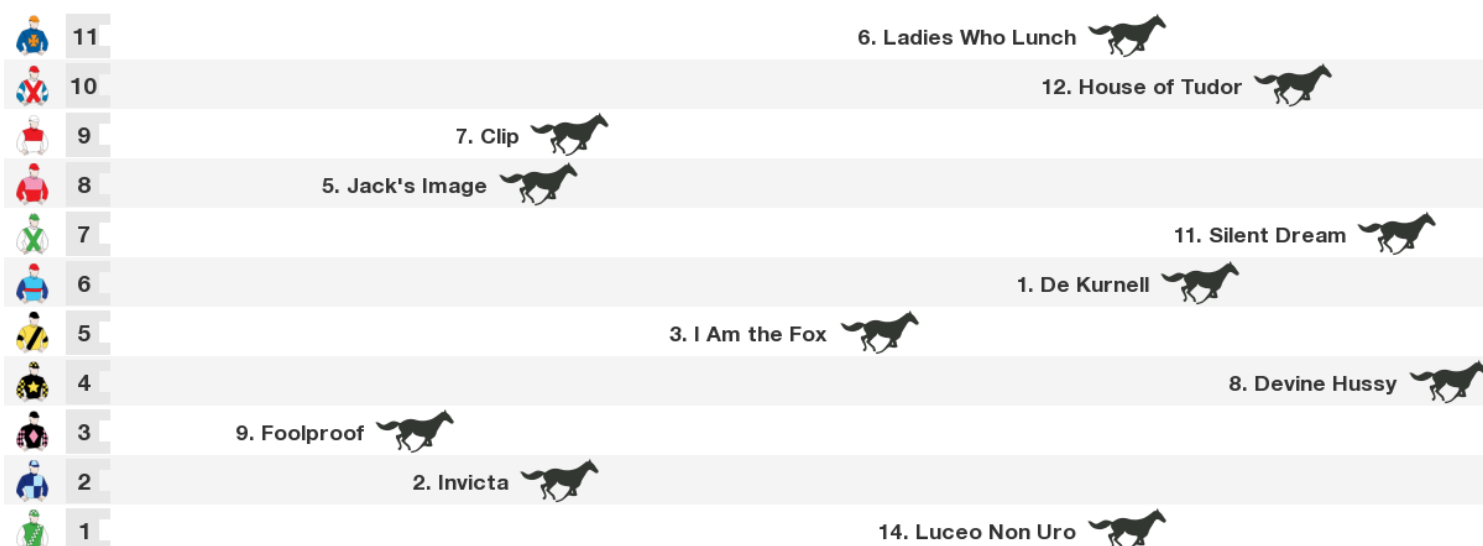 11 6. Ladies Who Lunch
10 12. House of Tudor
9 7. Clip
8 5. Jack's Image
7 11. Silent Dream
6 1. De Kurnell
5 3. I Am the Fox
4 8. Devine Hussy
3 9. Foolproof
2 2. Invicta
1 14. Luceo Non Uro